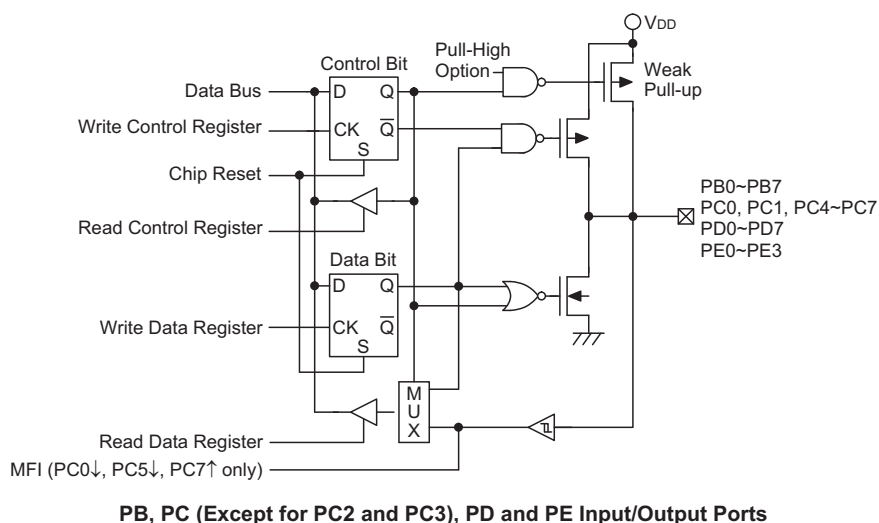 VDD
Pull-High
Option
Weak
Pull-up
Control Bit
Data Bus
D
Q
Write Control Register
CK
Q̅
S
Chip Reset
Read Control Register
PB0~PB7
PC0, PC1, PC4~PC7
PD0~PD7
PE0~PE3
Data Bit
D
Q
Write Data Register
CK
Q̅
S
M
U
X
Read Data Register
MFI (PC0↓, PC5↓, PC7↑ only)
PB, PC (Except for PC2 and PC3), PD and PE Input/Output Ports